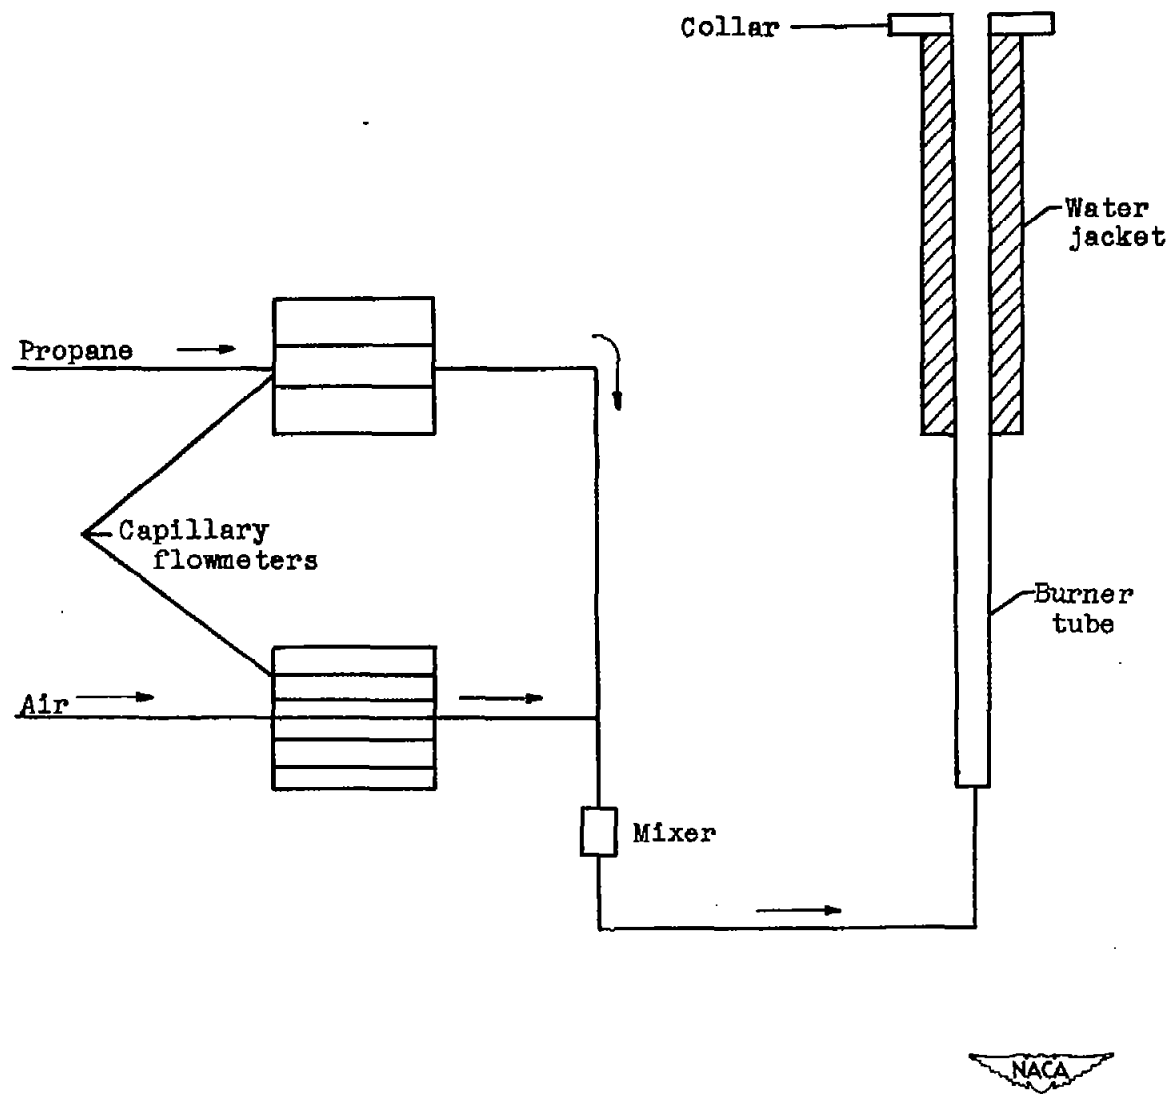 Collar
Water
jacket
Propane
Capillary
flowmeters
Burner
tube
Air
Mixer
NACA